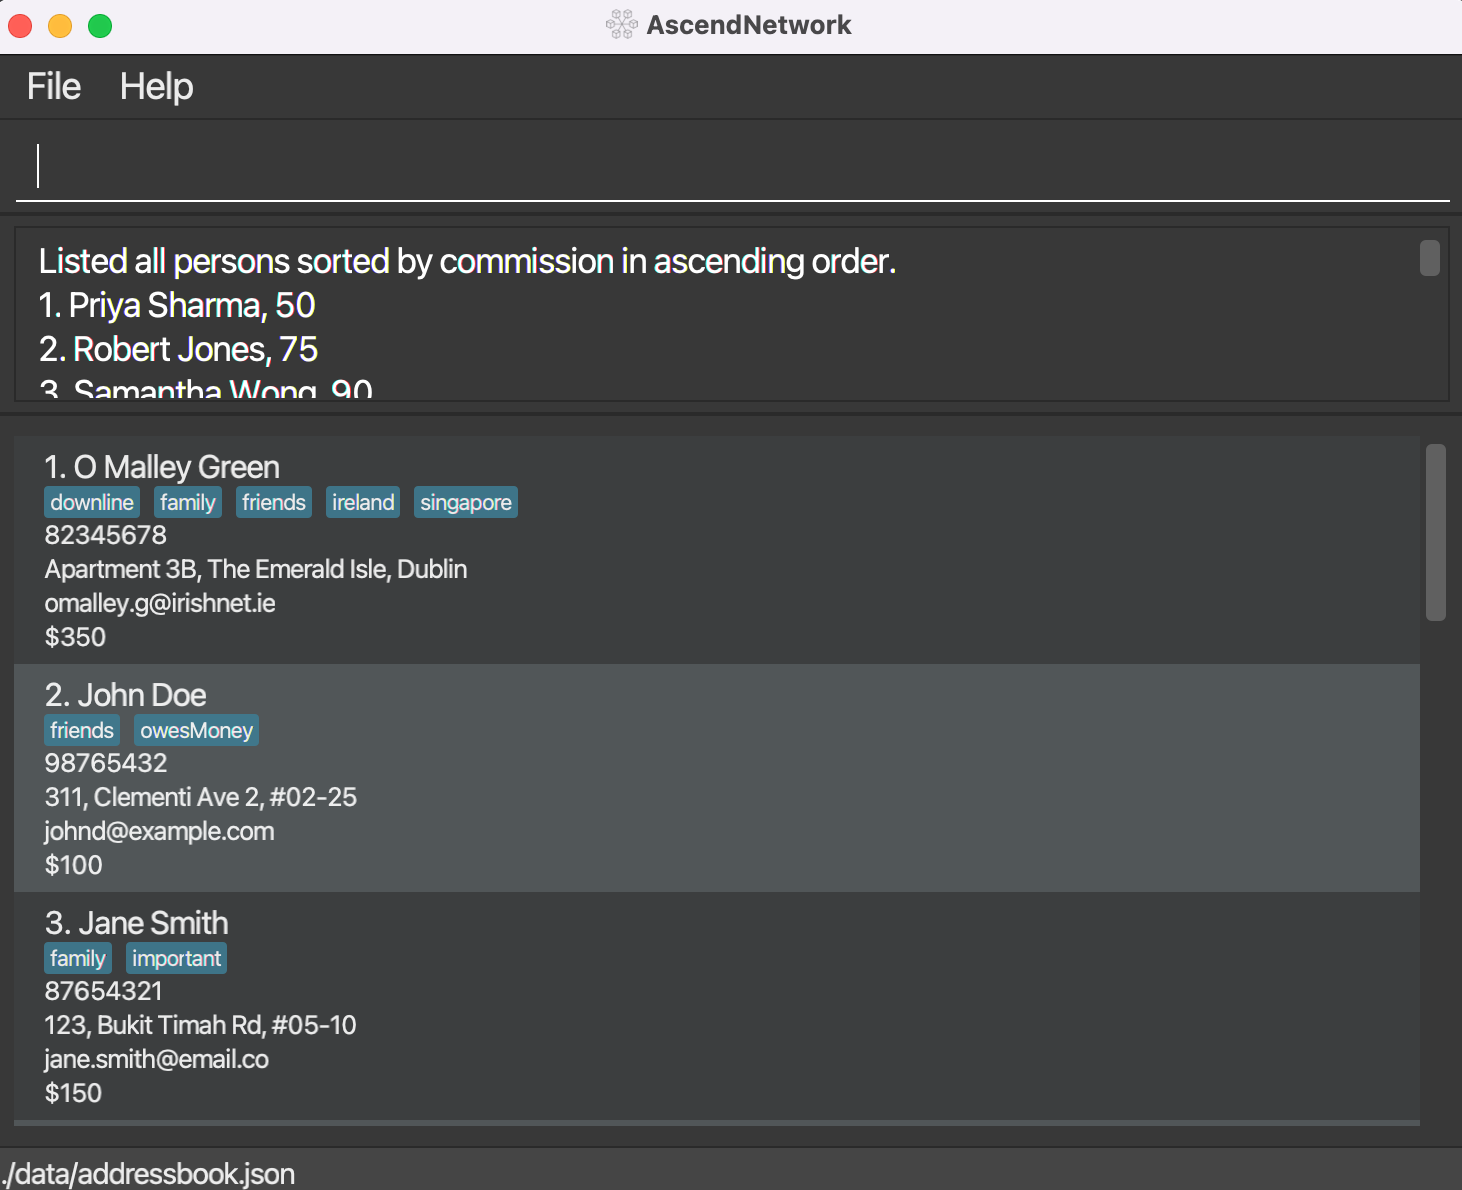 AscendNetwork
File Help
Listed all persons sorted by commission in ascending order.
1. Priya Sharma, 50
2. Robert Jones, 75
3. Samantha Wong, 90
1. O Malley Green
downline family friends ireland singapore
82345678
Apartment 3B, The Emerald Isle, Dublin
omalley.g@irishnet.ie
$350
2. John Doe
friends owesMoney
98765432
311, Clementi Ave 2, #02-25
johnd@example.com
$100
3. Jane Smith
family important
87654321
123, Bukit Timah Rd, #05-10
jane.smith@email.co
$150
./data/addressbook.json